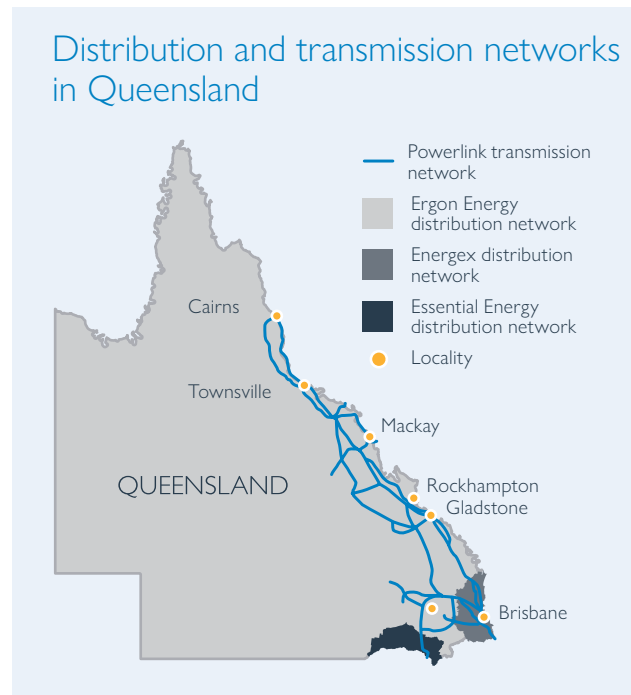 Distribution and transmission networks
in Queensland
Powerlink transmission
network
Ergon Energy
distribution network
Energex distribution
network
Essential Energy
distribution network
Locality
Cairns
Townsville
Mackay
QUEENSLAND
Rockhampton
Gladstone
Brisbane